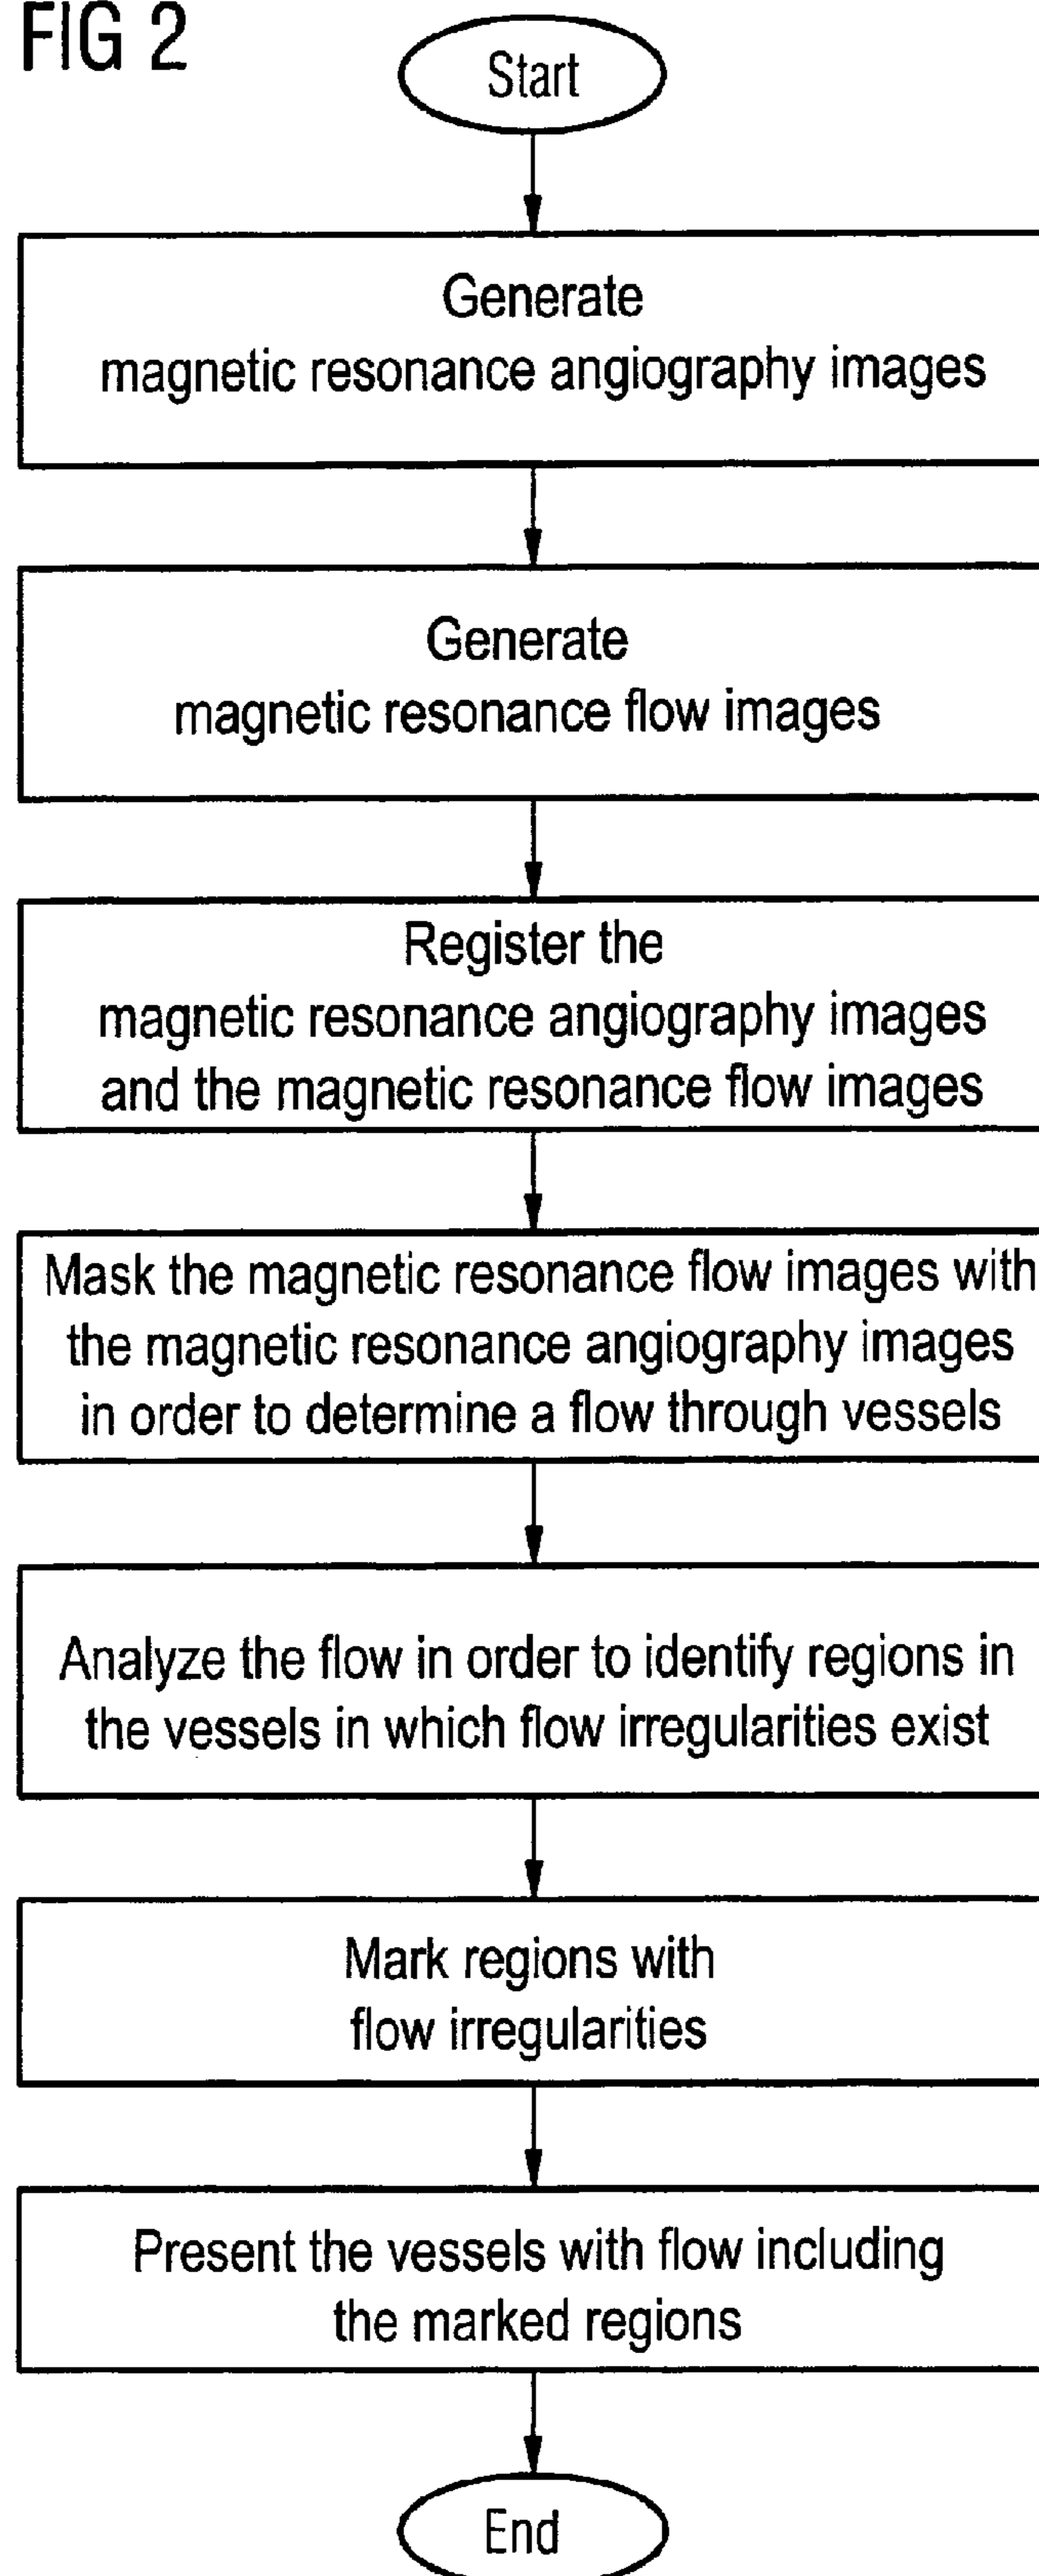 FIG 2
Start
Generate
magnetic resonance angiography images
Generate
magnetic resonance flow images
Register the
magnetic resonance angiography images
and the magnetic resonance flow images
Mask the magnetic resonance flow images with
the magnetic resonance angiography images
in order to determine a flow through vessels
Analyze the flow in order to identify regions in
the vessels in which flow irregularities exist
Mark regions with
flow irregularities
Present the vessels with flow including
the marked regions
End